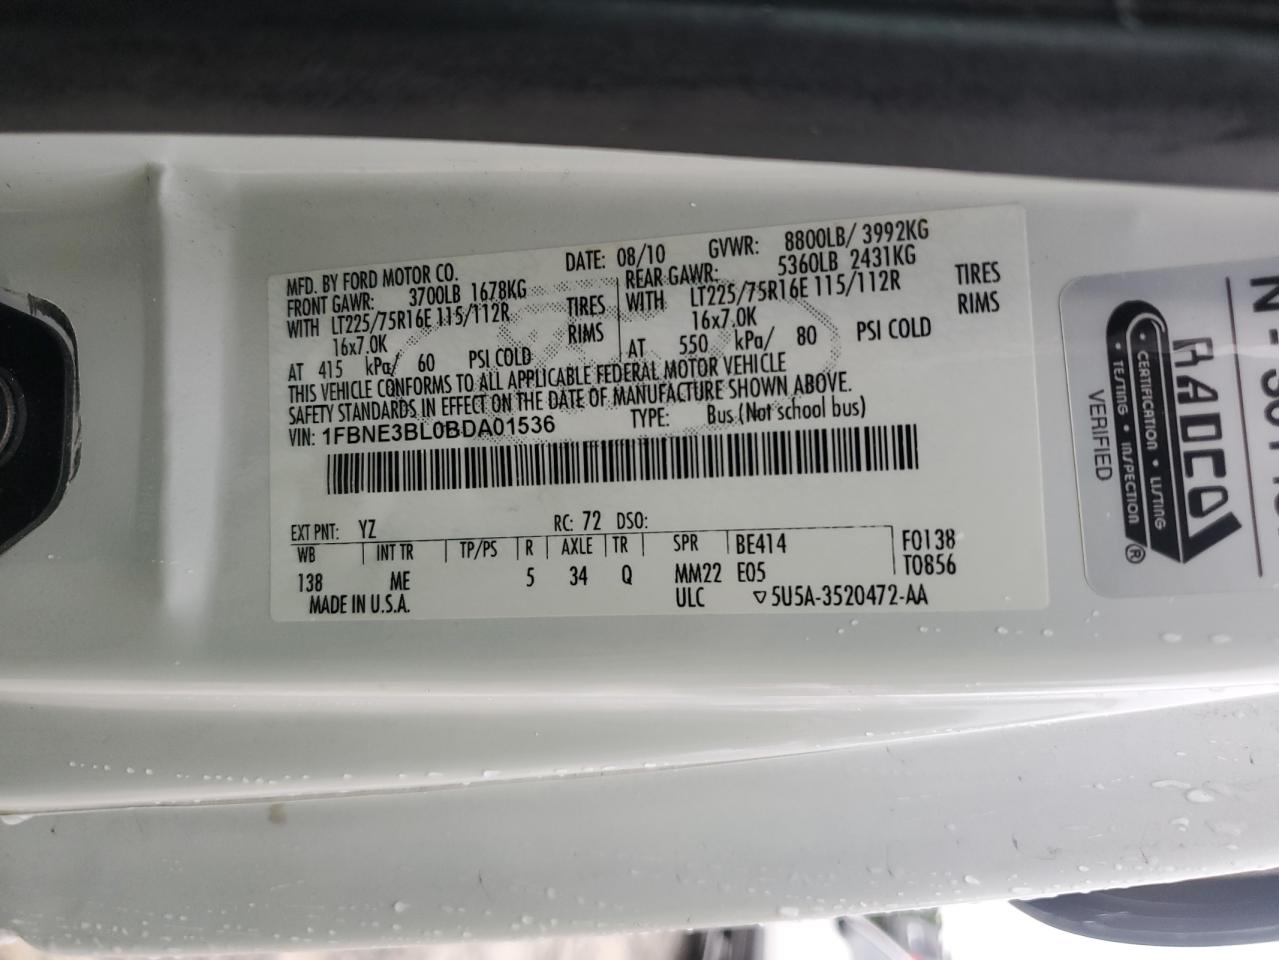 MFD. BY FORD MOTOR CO.
DATE: 08/10 GVWR: 8800LB/ 3992KG
FRONT GAWR: 3700LB 1678KG
WITH LT225/75R16E 115/112R TIRES
16x7.0K RIMS
AT 415 kPa/ 60 PSI COLD
REAR GAWR: 5360LB 2431KG
WITH LT225/75R16E 115/112R TIRES
16x7.0K RIMS
AT 550 kPa/ 80 PSI COLD
THIS VEHICLE CONFORMS TO ALL APPLICABLE FEDERAL MOTOR VEHICLE
SAFETY STANDARDS IN EFFECT ON THE DATE OF MANUFACTURE SHOWN ABOVE.
VIN: 1FBNE3BL0BDA01536 TYPE: Bus (Not school bus)
EXT PNT: YZ RC: 72 DSO:
WB INT TR TP/PS R AXLE TR SPR BE414 F0138
138 ME 5 34 Q MM22 E05 T0856
MADE IN U.S.A. ULC ▽5U5A-3520472-AA
RADCO
CERTIFICATION • LISTING
• TESTING • INSPECTION
®
VERIFIED